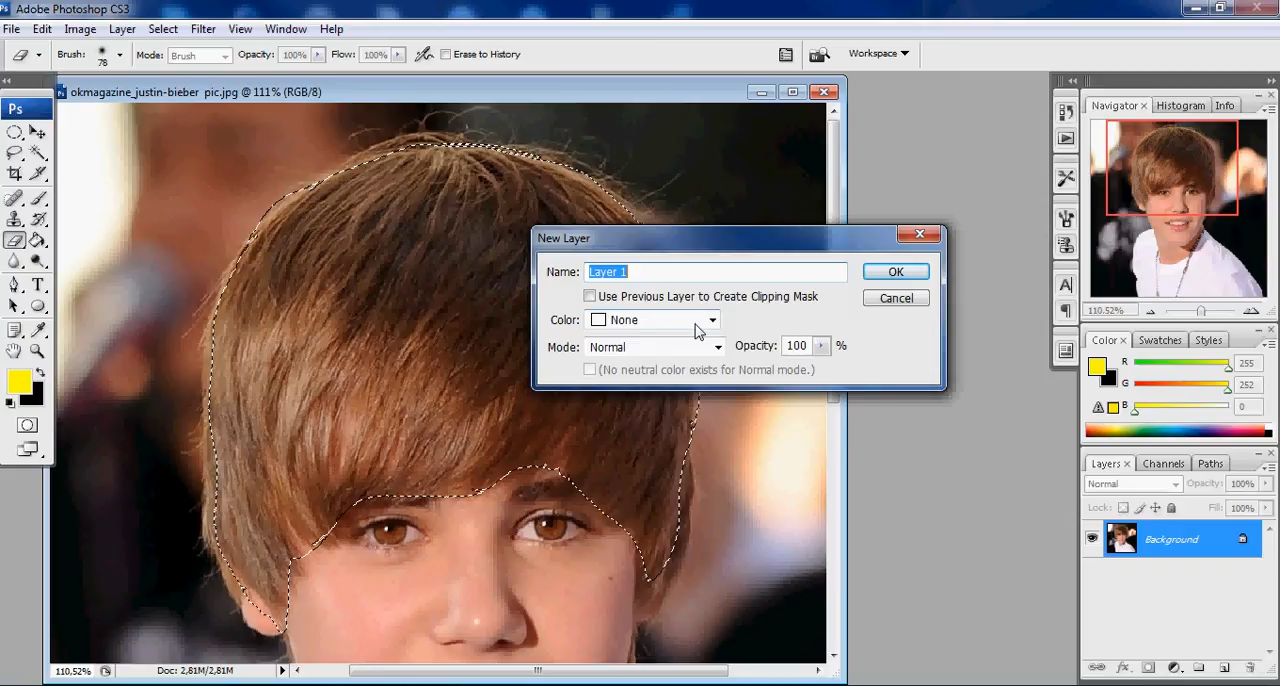 Ps Adobe Photoshop CS3
File Edit Image Layer Select Filter View Window Help
Brush: 78 Mode: Brush Opacity: 100% Flow: 100% Erase to History Workspace
okmagazine_justin-bieber pic.jpg @ 111% (RGB/8)
Ps
T
New Layer
Name: Layer 1 OK
Use Previous Layer to Create Clipping Mask Cancel
Color: None
Mode: Normal Opacity: 100 %
(No neutral color exists for Normal mode.)
Navigator Histogram Info
110.52%
Color Swatches Styles
R 255
G 252
B 0
Layers Channels Paths
Normal Opacity: 100%
Lock: Fill: 100%
Background
110,52% Doc: 2,81M/2,81M